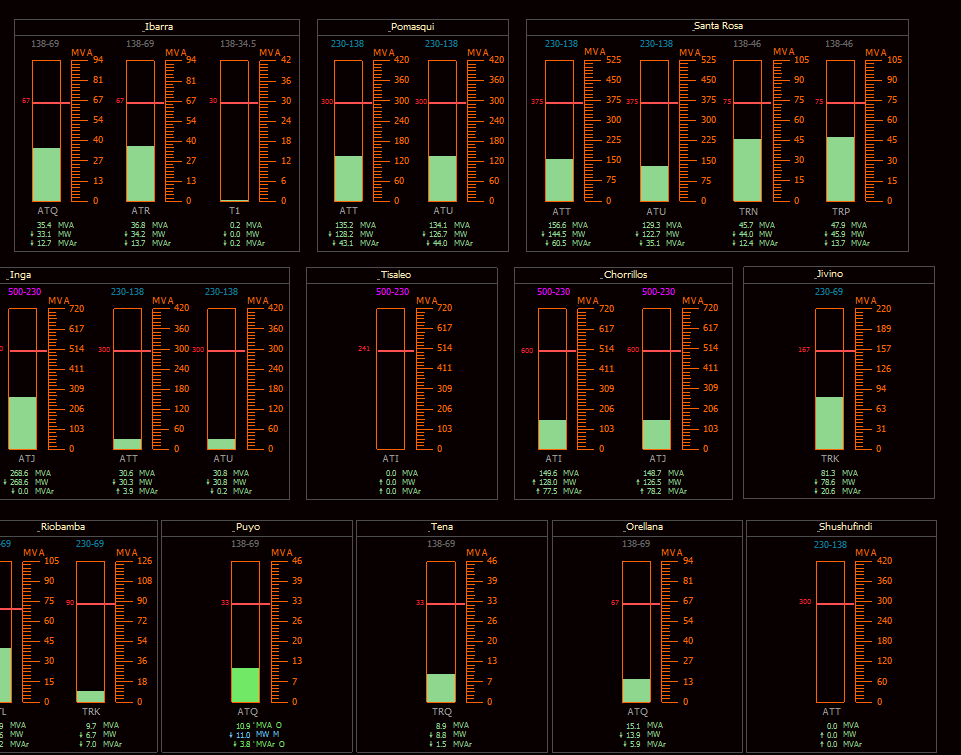 _Ibarra
138-69 138-69 138-34.5
MVA MVA MVA
94 94 42
81 81 36
67 67 67 67 30 30
54 54 24
40 40 18
27 27 12
13 13 6
0 0 0
ATQ ATR T1
35.4 MVA 36.8 MVA 0.2 MVA
↓ 33.1 MW ↓ 34.2 MW ↓ 0.0 MW
↓ 12.7 MVAr ↓ 13.7 MVAr ↓ 0.2 MVAr
_Pomasqui
230-138 230-138
MVA MVA
420 420
360 360
300 300 300 300
240 240
180 180
120 120
60 60
0 0
ATT ATU
135.2 MVA 134.1 MVA
↓ 128.2 MW ↓ 126.7 MW
↓ 43.1 MVAr ↓ 44.0 MVAr
_Santa Rosa
230-138 230-138 138-46 138-46
MVA MVA MVA MVA
525 525 105 105
450 450 90 90
375 375 375 375 75 75 75 75
300 300 60 60
225 225 45 45
150 150 30 30
75 75 15 15
0 0 0 0
ATT ATU TRN TRP
156.6 MVA 129.3 MVA 45.7 MVA 47.9 MVA
↓ 144.5 MW ↓ 122.7 MW ↓ 44.0 MW ↓ 45.9 MW
↓ 60.5 MVAr ↓ 35.1 MVAr ↓ 12.4 MVAr ↓ 13.7 MVAr
_Inga
500-230 230-138 230-138
MVA MVA MVA
720 420 420
617 360 360
0 514 300 300 300 300
411 240 240
309 180 180
206 120 120
103 60 60
0 0 0
ATJ ATT ATU
268.6 MVA 30.6 MVA 30.8 MVA
↓ 268.6 MW ↓ 30.3 MW ↓ 30.8 MW
↓ 0.0 MVAr ↑ 3.9 MVAr ↓ 0.2 MVAr
_Tisaleo
500-230
MVA
720
617
241 514
411
309
206
103
0
ATI
0.0 MVA
↑ 0.0 MW
↑ 0.0 MVAr
_Chorrillos
500-230 500-230
MVA MVA
720 720
617 617
600 514 600 514
411 411
309 309
206 206
103 103
0 0
ATI ATJ
149.6 MVA 148.7 MVA
↑ 128.0 MW ↑ 126.5 MW
↑ 77.5 MVAr ↑ 78.2 MVAr
_Jivino
230-69
MVA
220
189
167 157
126
94
63
31
0
TRK
81.3 MVA
↓ 78.6 MW
↓ 20.6 MVAr
_Riobamba
69 230-69
MVA MVA
105 126
90 108
75 90 90
60 72
45 54
30 36
15 18
0 0
TL TRK
9 MVA 9.7 MVA
MW ↓ 6.7 MW
2 MVAr ↓ 7.0 MVAr
_Puyo
138-69
MVA
46
39
33 33
26
20
13
7
0
ATQ
10.9 ' MVA O
↓ 11.0 MW M
↓ 3.8 ' MVAr O
_Tena
138-69
MVA
46
39
33 33
26
20
13
7
0
TRQ
8.9 MVA
↓ 8.8 MW
↓ 1.5 MVAr
_Orellana
138-69
MVA
94
81
67 67
54
40
27
13
0
ATQ
15.1 MVA
↓ 13.9 MW
↓ 5.9 MVAr
_Shushufindi
230-138
MVA
420
360
300 300
240
180
120
60
0
ATT
0.0 MVA
↑ 0.0 MW
↑ 0.0 MVAr